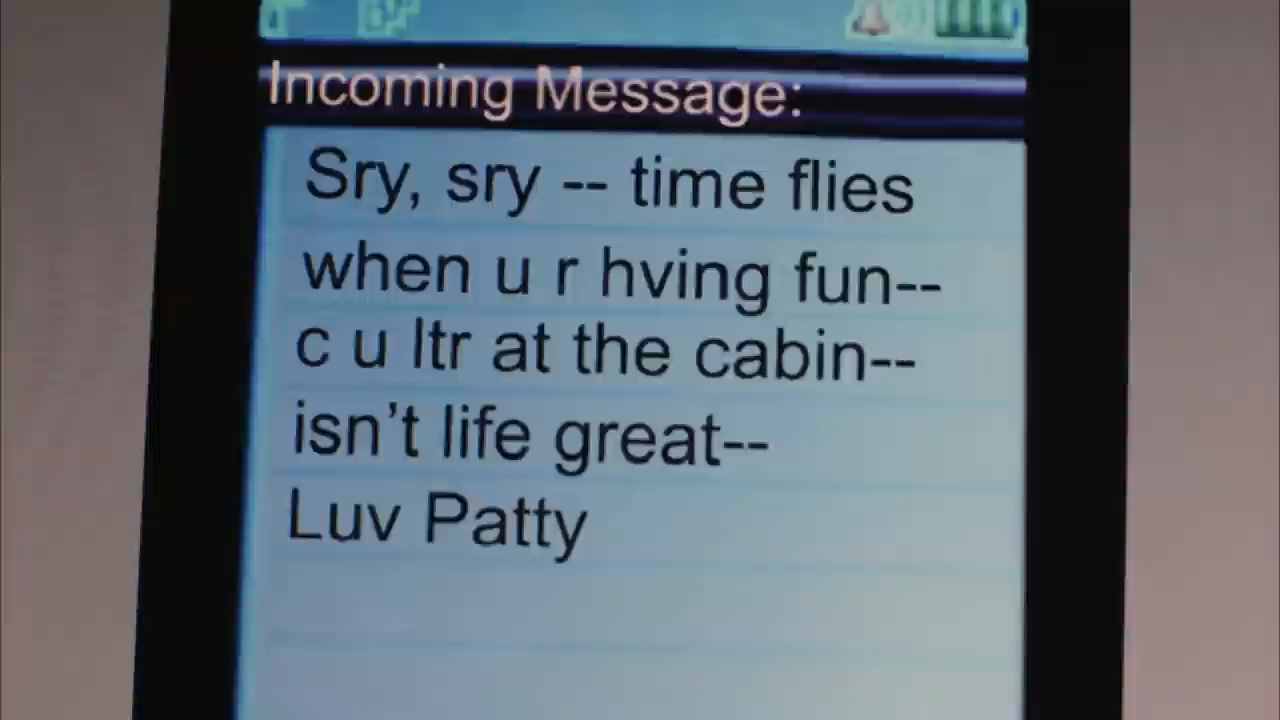 Incoming Message:
Sry, sry -- time flies
when u r hving fun--
c u ltr at the cabin--
isn’t life great--
Luv Patty